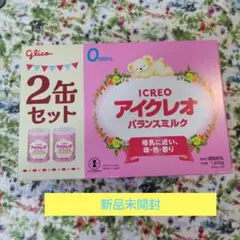 glico
2缶
セット
0ヵ月から
ICREO
アイクレオ
バランスミルク
母乳に近い、
味・色・香り
新品未開封